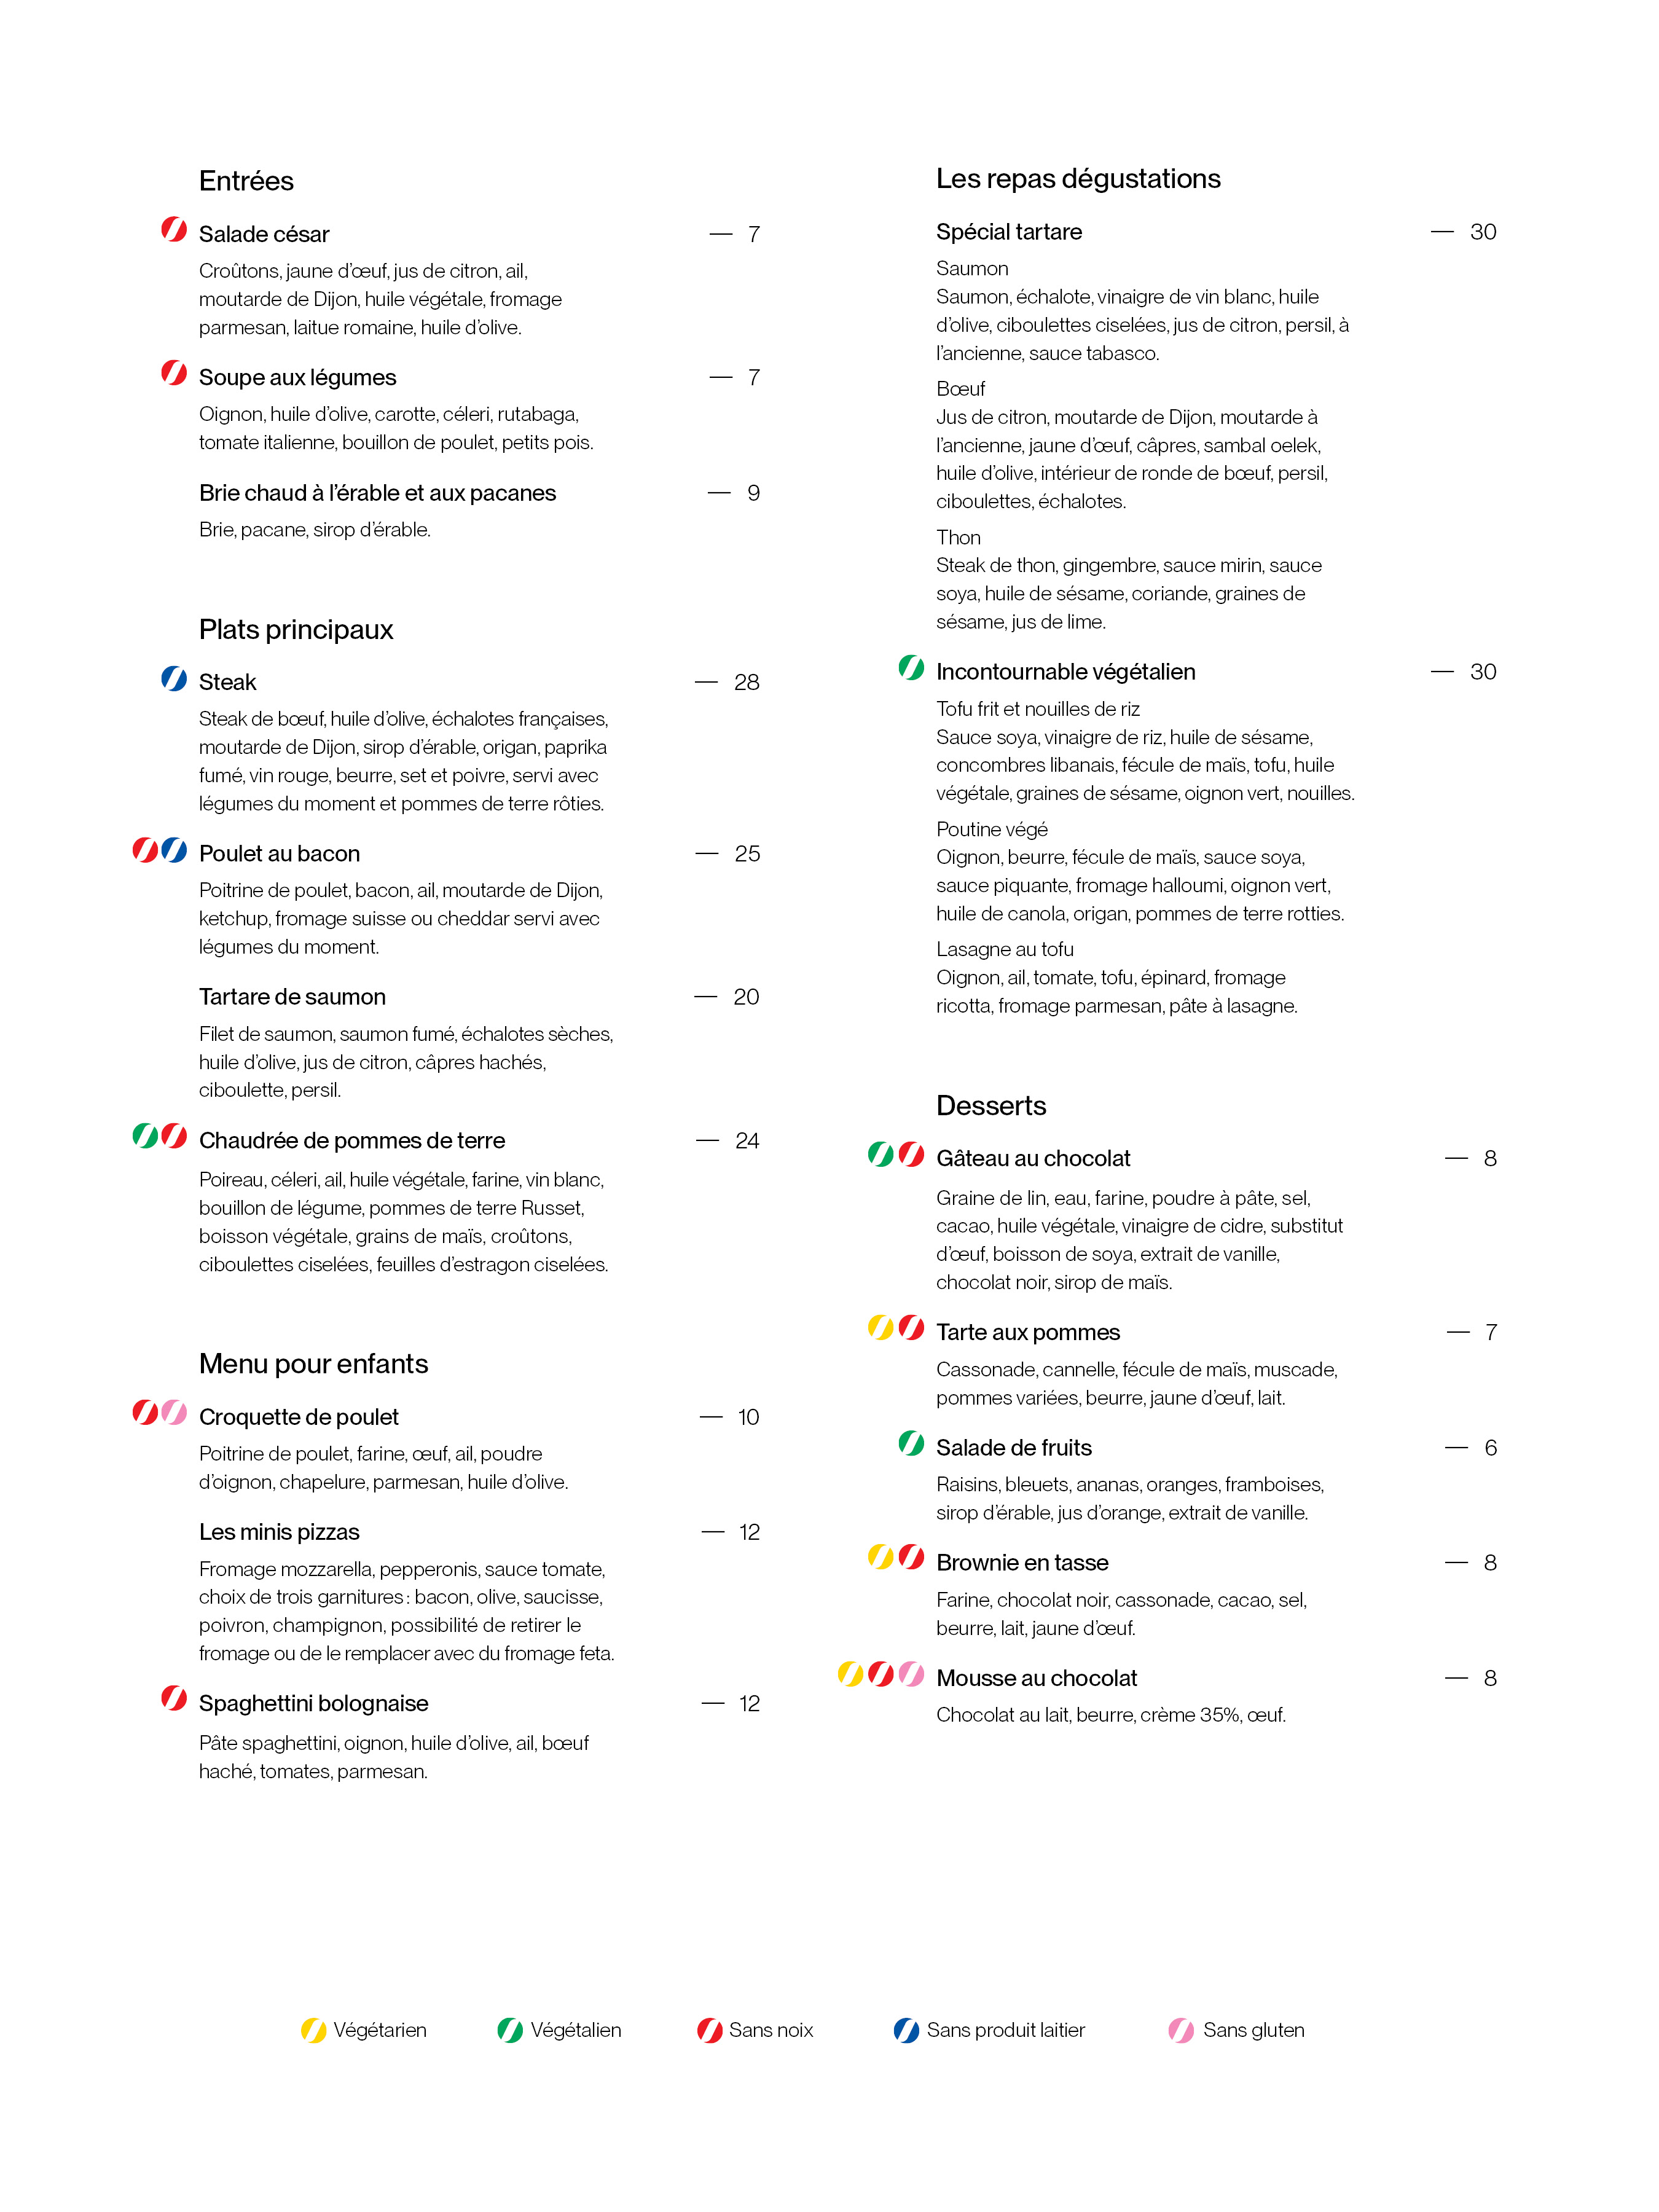 Entrées
Salade césar — 7
Croûtons, jaune d'œuf, jus de citron, ail,
moutarde de Dijon, huile végétale, fromage
parmesan, laitue romaine, huile d'olive.
Soupe aux légumes — 7
Oignon, huile d'olive, carotte, céleri, rutabaga,
tomate italienne, bouillon de poulet, petits pois.
Brie chaud à l'érable et aux pacanes — 9
Brie, pacane, sirop d'érable.
Plats principaux
Steak — 28
Steak de bœuf, huile d'olive, échalotes françaises,
moutarde de Dijon, sirop d'érable, origan, paprika
fumé, vin rouge, beurre, set et poivre, servi avec
légumes du moment et pommes de terre rôties.
Poulet au bacon — 25
Poitrine de poulet, bacon, ail, moutarde de Dijon,
ketchup, fromage suisse ou cheddar servi avec
légumes du moment.
Tartare de saumon — 20
Filet de saumon, saumon fumé, échalotes sèches,
huile d'olive, jus de citron, câpres hachés,
ciboulette, persil.
Chaudrée de pommes de terre — 24
Poireau, céleri, ail, huile végétale, farine, vin blanc,
bouillon de légume, pommes de terre Russet,
boisson végétale, grains de maïs, croûtons,
ciboulettes ciselées, feuilles d'estragon ciselées.
Menu pour enfants
Croquette de poulet — 10
Poitrine de poulet, farine, œuf, ail, poudre
d'oignon, chapelure, parmesan, huile d'olive.
Les minis pizzas — 12
Fromage mozzarella, pepperonis, sauce tomate,
choix de trois garnitures : bacon, olive, saucisse,
poivron, champignon, possibilité de retirer le
fromage ou de le remplacer avec du fromage feta.
Spaghettini bolognaise — 12
Pâte spaghettini, oignon, huile d'olive, ail, bœuf
haché, tomates, parmesan.
Les repas dégustations
Spécial tartare — 30
Saumon
Saumon, échalote, vinaigre de vin blanc, huile
d'olive, ciboulettes ciselées, jus de citron, persil, à
l'ancienne, sauce tabasco.
Bœuf
Jus de citron, moutarde de Dijon, moutarde à
l'ancienne, jaune d'œuf, câpres, sambal oelek,
huile d'olive, intérieur de ronde de bœuf, persil,
ciboulettes, échalotes.
Thon
Steak de thon, gingembre, sauce mirin, sauce
soya, huile de sésame, coriande, graines de
sésame, jus de lime.
Incontournable végétalien — 30
Tofu frit et nouilles de riz
Sauce soya, vinaigre de riz, huile de sésame,
concombres libanais, fécule de maïs, tofu, huile
végétale, graines de sésame, oignon vert, nouilles.
Poutine végé
Oignon, beurre, fécule de maïs, sauce soya,
sauce piquante, fromage halloumi, oignon vert,
huile de canola, origan, pommes de terre rotties.
Lasagne au tofu
Oignon, ail, tomate, tofu, épinard, fromage
ricotta, fromage parmesan, pâte à lasagne.
Desserts
Gâteau au chocolat — 8
Graine de lin, eau, farine, poudre à pâte, sel,
cacao, huile végétale, vinaigre de cidre, substitut
d'œuf, boisson de soya, extrait de vanille,
chocolat noir, sirop de maïs.
Tarte aux pommes — 7
Cassonade, cannelle, fécule de maïs, muscade,
pommes variées, beurre, jaune d'œuf, lait.
Salade de fruits — 6
Raisins, bleuets, ananas, oranges, framboises,
sirop d'érable, jus d'orange, extrait de vanille.
Brownie en tasse — 8
Farine, chocolat noir, cassonade, cacao, sel,
beurre, lait, jaune d'œuf.
Mousse au chocolat — 8
Chocolat au lait, beurre, crème 35%, œuf.
Végétarien Végétalien Sans noix Sans produit laitier Sans gluten